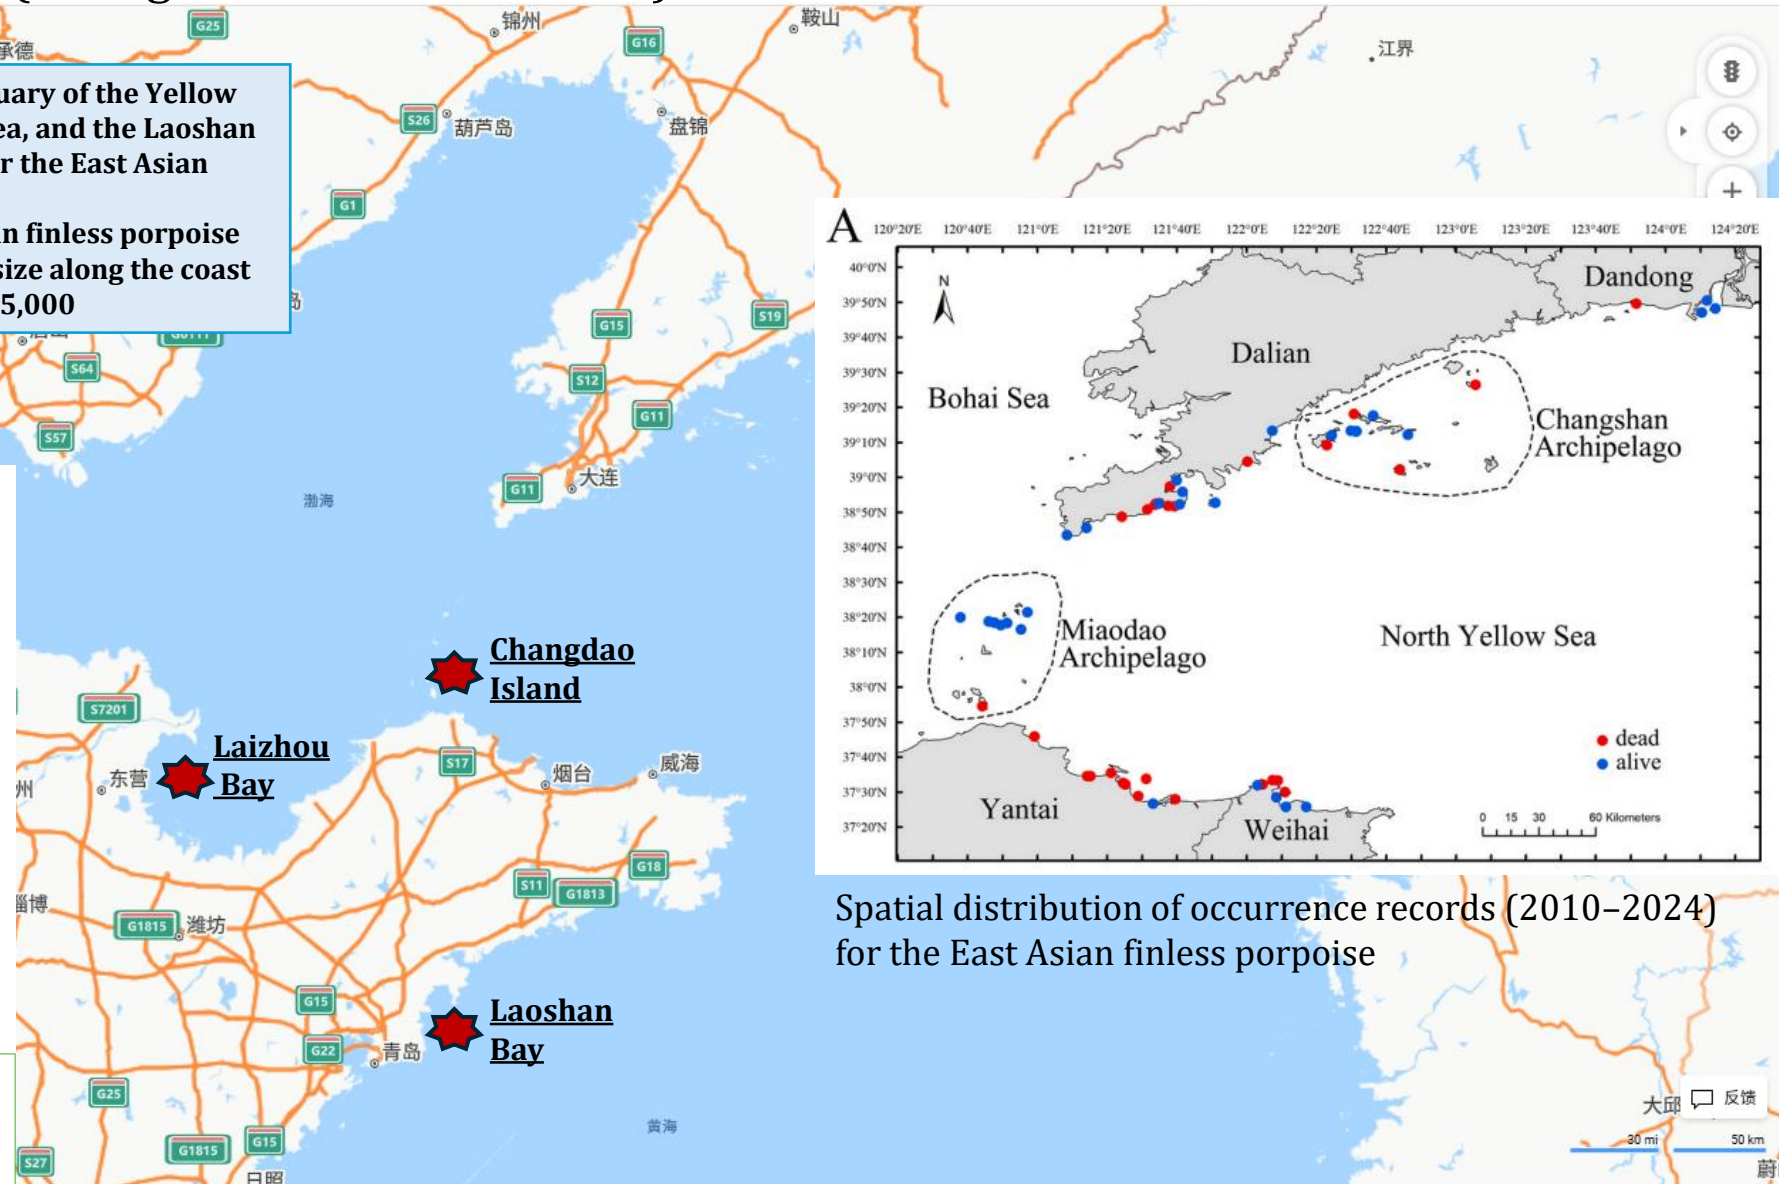 G25
锦州
G16
鞍山
江界
承德
uary of the Yellow
ea, and the Laoshan
r the East Asian
n finless porpoise
size along the coast
5,000
S26
葫芦岛
盘锦
G1
岛
G0111
S64
S57
G15
S19
S12
G11
G11
大连
渤海
A
120°20'E 120°40'E 121°0'E 121°20'E 121°40'E 122°0'E 122°20'E 122°40'E 123°0'E 123°20'E 123°40'E 124°0'E 124°20'E
40°0'N
39°50'N
39°40'N
39°30'N
39°20'N
39°10'N
39°0'N
38°50'N
38°40'N
38°30'N
38°20'N
38°10'N
38°0'N
37°50'N
37°40'N
37°30'N
37°20'N
N
Dandong
Dalian
Bohai Sea
Changshan
Archipelago
Miaodao
Archipelago
North Yellow Sea
dead
alive
Yantai
Weihai
0 15 30 60 Kilometers
Changdao
Island
S7201
Laizhou
Bay
东营
州
S17
烟台
威海
S11
G1813
G18
淄博
G1815
潍坊
Spatial distribution of occurrence records (2010–2024)
for the East Asian finless porpoise
G15
Laoshan
Bay
G22
青岛
G25
黄海
大邱
反馈
G1815
G15
S27
日照
30 mi
50 km
蔚